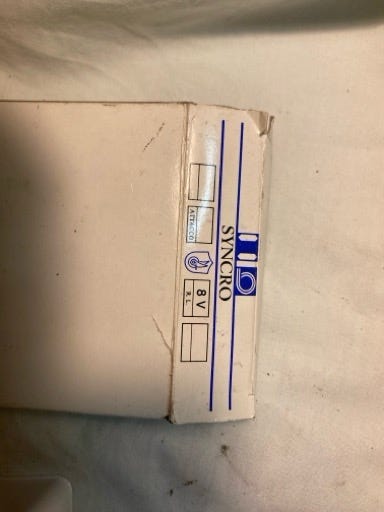 SYNCRO
ATTACCO
8 V
R.L.